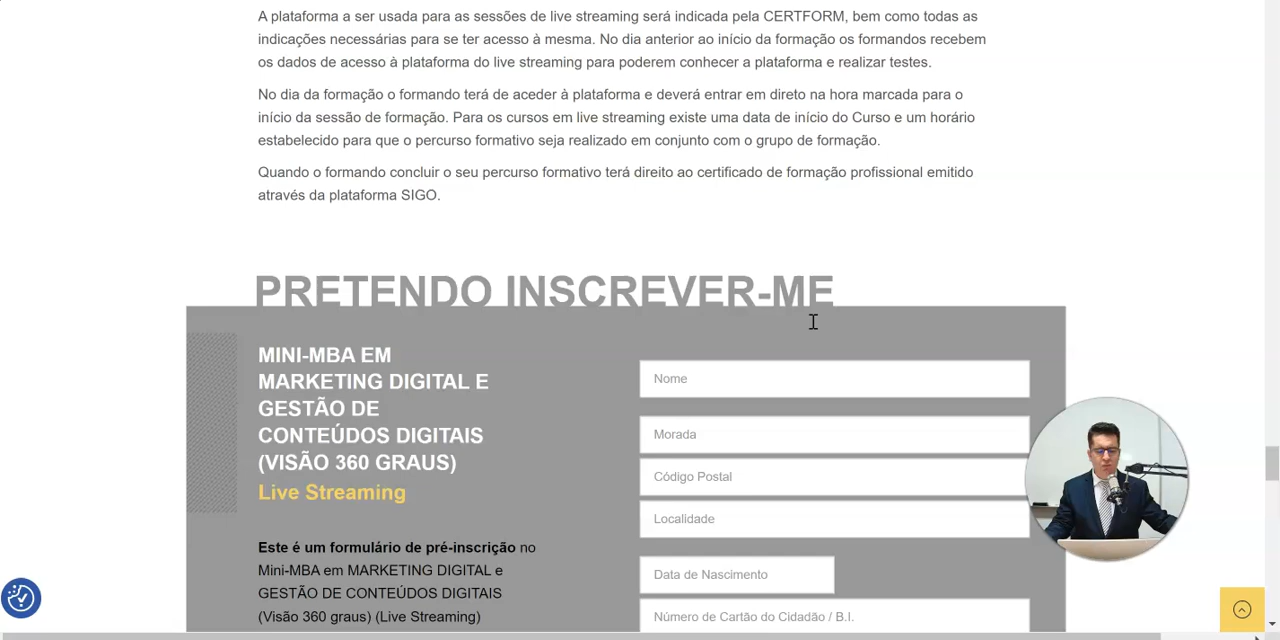 A plataforma a ser usada para as sessões de live streaming será indicada pela CERTFORM, bem como todas as
indicações necessárias para se ter acesso à mesma. No dia anterior ao início da formação os formandos recebem
os dados de acesso à plataforma do live streaming para poderem conhecer a plataforma e realizar testes.
No dia da formação o formando terá de aceder à plataforma e deverá entrar em direto na hora marcada para o
início da sessão de formação. Para os cursos em live streaming existe uma data de início do Curso e um horário
estabelecido para que o percurso formativo seja realizado em conjunto com o grupo de formação.
Quando o formando concluir o seu percurso formativo terá direito ao certificado de formação profissional emitido
através da plataforma SIGO.
PRETENDO INSCREVER-ME
MINI-MBA EM
MARKETING DIGITAL E
GESTÃO DE
CONTEÚDOS DIGITAIS
(VISÃO 360 GRAUS)
Live Streaming
Este é um formulário de pré-inscrição no
Mini-MBA em MARKETING DIGITAL e
GESTÃO DE CONTEÚDOS DIGITAIS
(Visão 360 graus) (Live Streaming)
Nome
Morada
Código Postal
Localidade
Data de Nascimento
Número de Cartão do Cidadão / B.I.